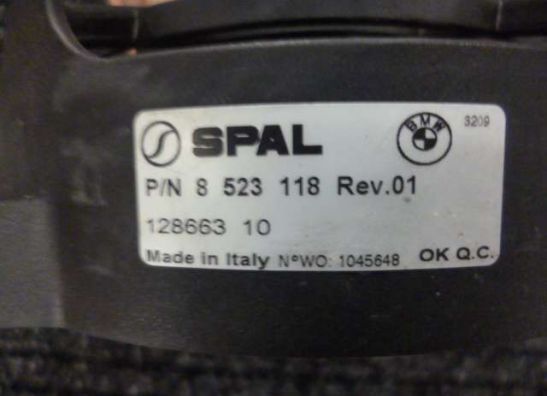 SPAL
BMW
3209
P/N 8 523 118 Rev.01
128663 10
Made in Italy N°WO: 1045648 OK Q.C.